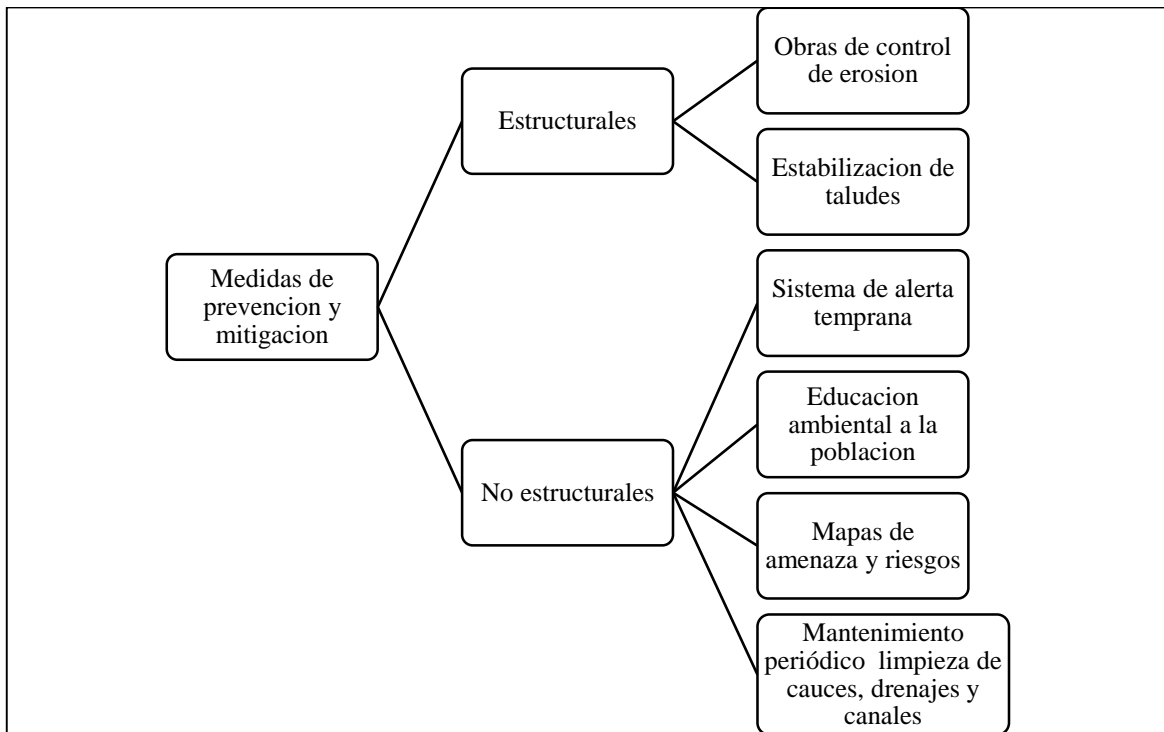 Medidas de
prevencion y
mitigacion
Estructurales
Obras de control
de erosion
Estabilizacion de
taludes
No estructurales
Sistema de alerta
temprana
Educacion
ambiental a la
poblacion
Mapas de
amenaza y riesgos
Mantenimiento
periódico  limpieza de
cauces, drenajes y
canales